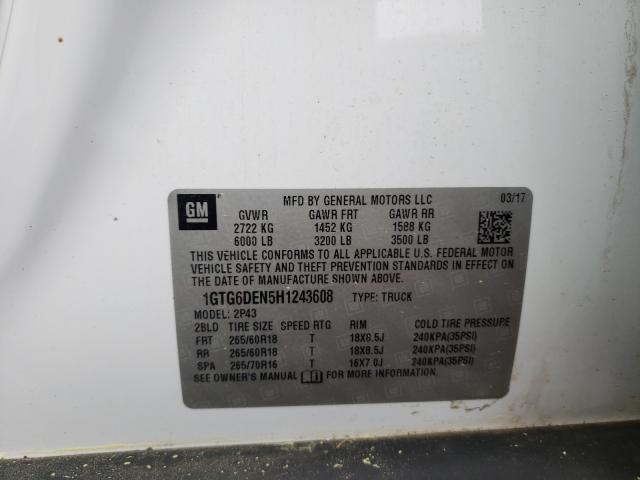 GM
MFD BY GENERAL MOTORS LLC 03/17
GVWR GAWR FRT GAWR RR
2722 KG 1452 KG 1588 KG
6000 LB 3200 LB 3500 LB
THIS VEHICLE CONFORMS TO ALL APPLICABLE U.S. FEDERAL MOTOR
VEHICLE SAFETY AND THEFT PREVENTION STANDARDS IN EFFECT ON
THE DATE OF MANUFACTURE SHOWN ABOVE.
1GTG6DEN5H1243608 TYPE: TRUCK
MODEL: 2P43
2BLD TIRE SIZE SPEED RTG RIM COLD TIRE PRESSURE
FRT 265/60R18 T 18X8.5J 240KPA(35PSI)
RR 265/60R18 T 18X8.5J 240KPA(35PSI)
SPA 265/70R16 T 16X7.0J 240KPA(35PSI)
SEE OWNER'S MANUAL FOR MORE INFORMATION.